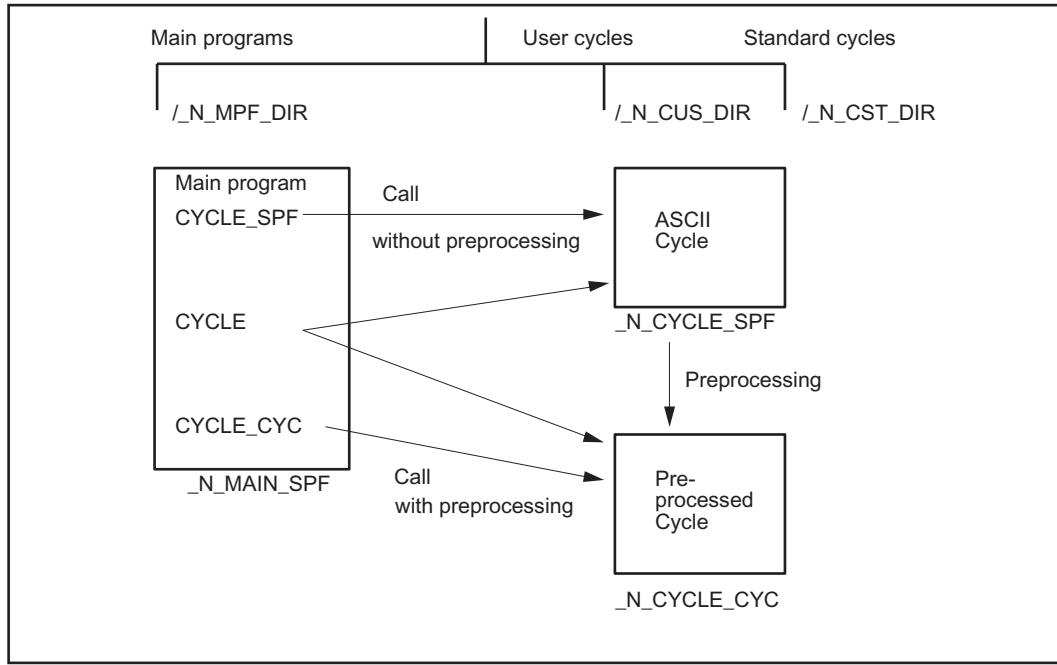 Main programs
User cycles
Standard cycles
/_N_MPF_DIR
/_N_CUS_DIR
/_N_CST_DIR
Main program
CYCLE_SPF
CYCLE
CYCLE_CYC
_N_MAIN_SPF
Call
without preprocessing
ASCII
Cycle
_N_CYCLE_SPF
Preprocessing
Call
with preprocessing
Pre-
processed
Cycle
_N_CYCLE_CYC